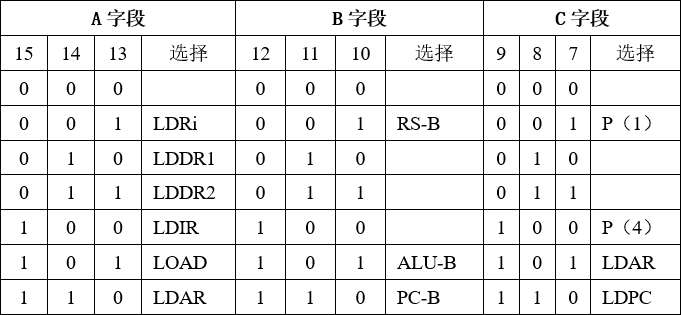 A 字段 B 字段 C 字段
15 14 13 选择 12 11 10 选择 9 8 7 选择
0 0 0 0 0 0 0 0 0
0 0 1 LDRi 0 0 1 RS-B 0 0 1 P（1）
0 1 0 LDDR1 0 1 0 0 1 0
0 1 1 LDDR2 0 1 1 0 1 1
1 0 0 LDIR 1 0 0 1 0 0 P（4）
1 0 1 LOAD 1 0 1 ALU-B 1 0 1 LDAR
1 1 0 LDAR 1 1 0 PC-B 1 1 0 LDPC